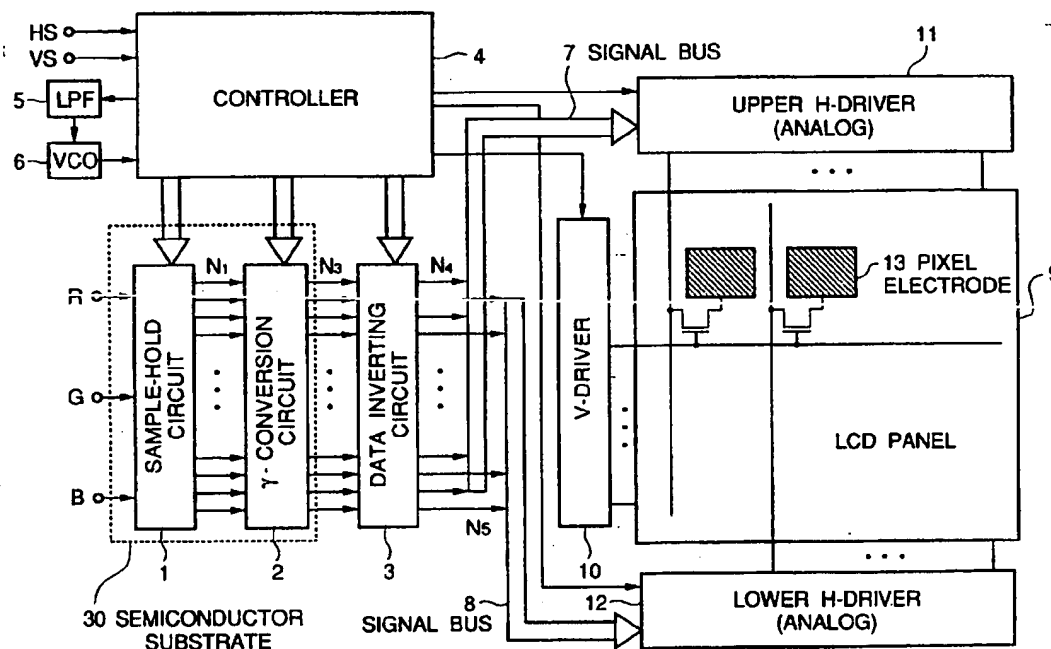 HS
VS
CONTROLLER
4
5
LPF
6
VCO
7 SIGNAL BUS
11
UPPER H-DRIVER
(ANALOG)
R
G
B
N1
N3
N4
N5
SAMPLE-HOLD
CIRCUIT
γ-CONVERSION
CIRCUIT
DATA INVERTING
CIRCUIT
1
2
3
30 SEMICONDUCTOR
SUBSTRATE
V-DRIVER
10
13 PIXEL
ELECTRODE
9
LCD PANEL
8
SIGNAL BUS
12
LOWER H-DRIVER
(ANALOG)